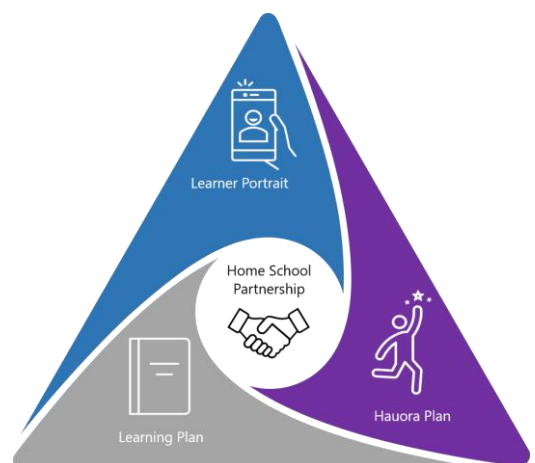 Learner Portrait
Home School
Partnership
Hauora Plan
Learning Plan